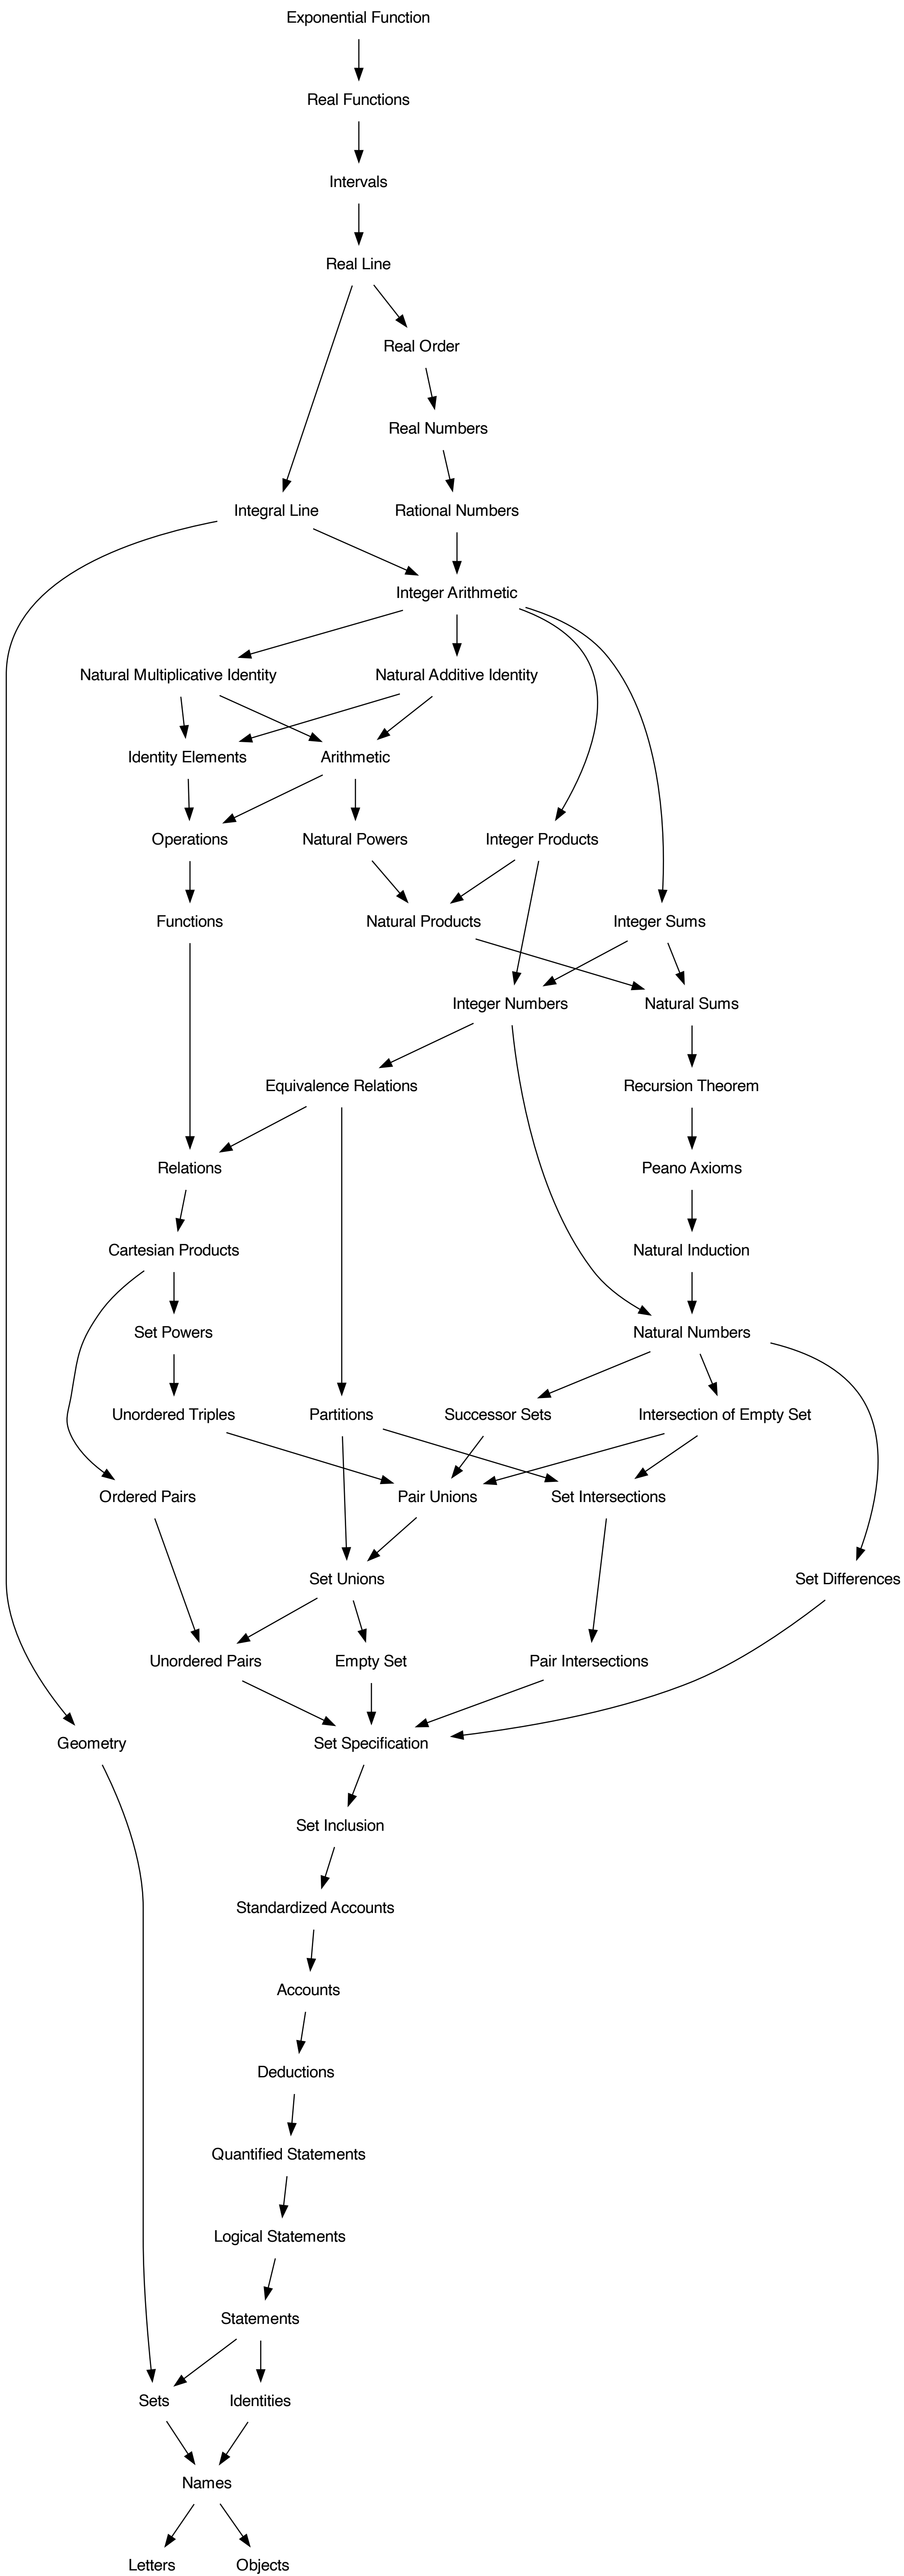 Exponential Function
Real Functions
Intervals
Real Line
Real Order
Real Numbers
Integral Line
Rational Numbers
Integer Arithmetic
Natural Multiplicative Identity
Natural Additive Identity
Identity Elements
Arithmetic
Operations
Natural Powers
Integer Products
Functions
Natural Products
Integer Sums
Integer Numbers
Natural Sums
Equivalence Relations
Recursion Theorem
Relations
Peano Axioms
Cartesian Products
Natural Induction
Set Powers
Natural Numbers
Unordered Triples
Partitions
Successor Sets
Intersection of Empty Set
Ordered Pairs
Pair Unions
Set Intersections
Set Unions
Set Differences
Unordered Pairs
Empty Set
Pair Intersections
Geometry
Set Specification
Set Inclusion
Standardized Accounts
Accounts
Deductions
Quantified Statements
Logical Statements
Statements
Sets
Identities
Names
Letters
Objects